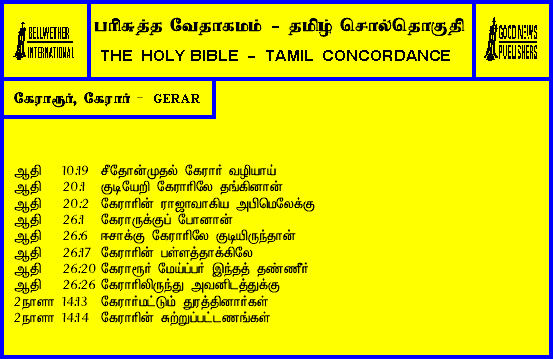 BELLWETHER
INTERNATIONAL
பரிசுத்த வேதாகமம் - தமிழ் சொல்தொகுதி
THE HOLY BIBLE - TAMIL CONCORDANCE
GOOD NEWS
PUBLISHERS
கேராரூர், கேரார் - GERAR
ஆதி 10:19 சீதோன்முதல் கேரார் வழியாய்
ஆதி 20:1 குடியேறி கேராரிலே தங்கினான்
ஆதி 20:2 கேராரின் ராஜாவாகிய அபிமெலேக்கு
ஆதி 26:1 கேராருக்குப் போனான்
ஆதி 26:6 ஈசாக்கு கேராரிலே குடியிருந்தான்
ஆதி 26:17 கேராரின் பள்ளத்தாக்கிலே
ஆதி 26:20 கேராரூர் மேய்ப்பர் இந்தத் தண்ணீர்
ஆதி 26:26 கேராரிலிருந்து அவனிடத்துக்கு
2நாளா 14:13 கேரார்மட்டும் துரத்தினார்கள்
2நாளா 14:14 கேராரின் சுற்றுப்பட்டணங்கள்